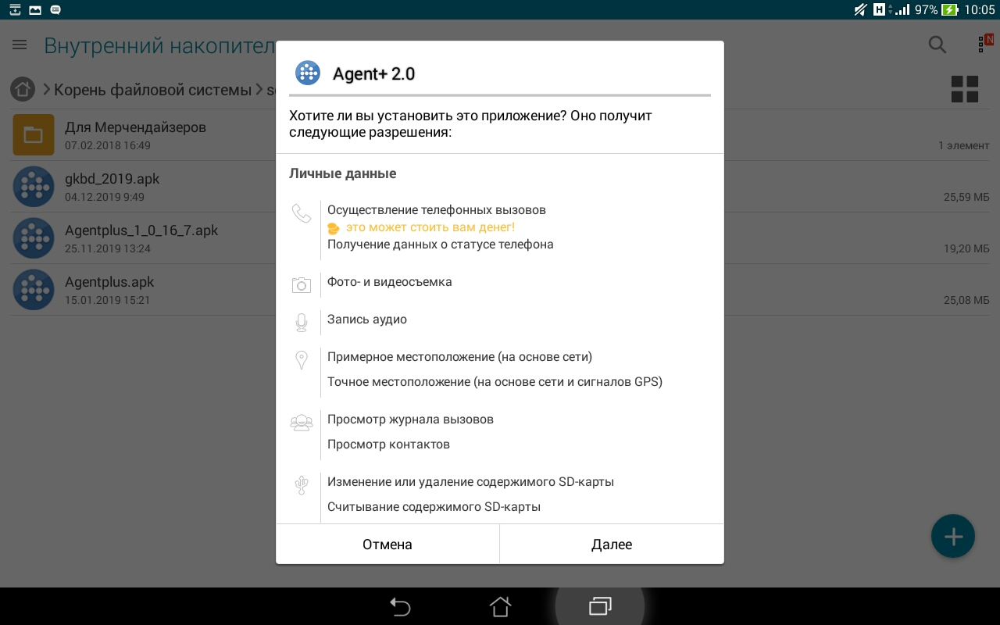 H 97% 10:05
Внутренний накопител
N
Корень файловой системы
Для Мерчендайзеров
07.02.2018 16:49
1 элемент
gkbd_2019.apk
04.12.2019 9:49
25,59 МБ
Agentplus_1_0_16_7.apk
25.11.2019 13:24
19,20 МБ
Agentplus.apk
15.01.2019 15:21
25,08 МБ
Agent+ 2.0
Хотите ли вы установить это приложение? Оно получит
следующие разрешения:
Личные данные
Осуществление телефонных вызовов
это может стоить вам денег!
Получение данных о статусе телефона
Фото- и видеосъемка
Запись аудио
Примерное местоположение (на основе сети)
Точное местоположение (на основе сети и сигналов GPS)
Просмотр журнала вызовов
Просмотр контактов
Изменение или удаление содержимого SD-карты
Считывание содержимого SD-карты
Отмена
Далее